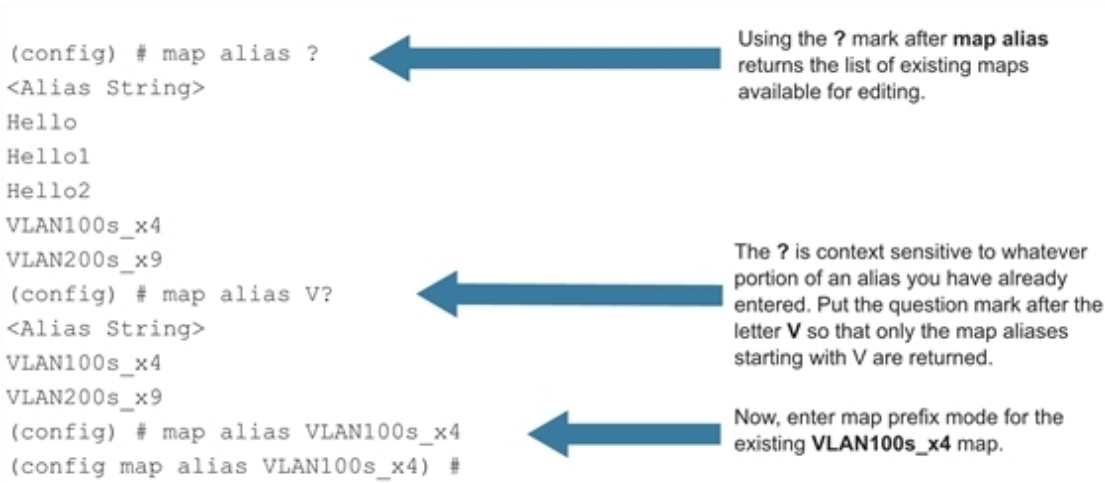 (config) # map alias ?
<Alias String>
Hello
Hello1
Hello2
VLAN100s_x4
VLAN200s_x9
(config) # map alias V?
<Alias String>
VLAN100s_x4
VLAN200s_x9
(config) # map alias VLAN100s_x4
(config map alias VLAN100s_x4) #
Using the ? mark after map alias
returns the list of existing maps
available for editing.
The ? is context sensitive to whatever
portion of an alias you have already
entered. Put the question mark after the
letter V so that only the map aliases
starting with V are returned.
Now, enter map prefix mode for the
existing VLAN100s_x4 map.